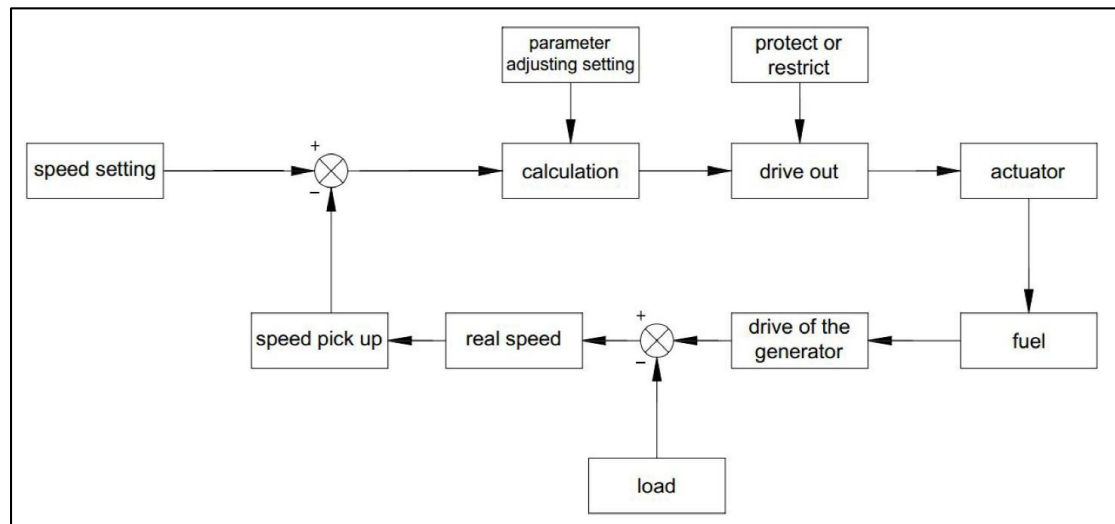 parameter
adjusting setting
protect or
restrict
+
speed setting
calculation
drive out
actuator
−
+
speed pick up
real speed
drive of the
generator
fuel
−
load